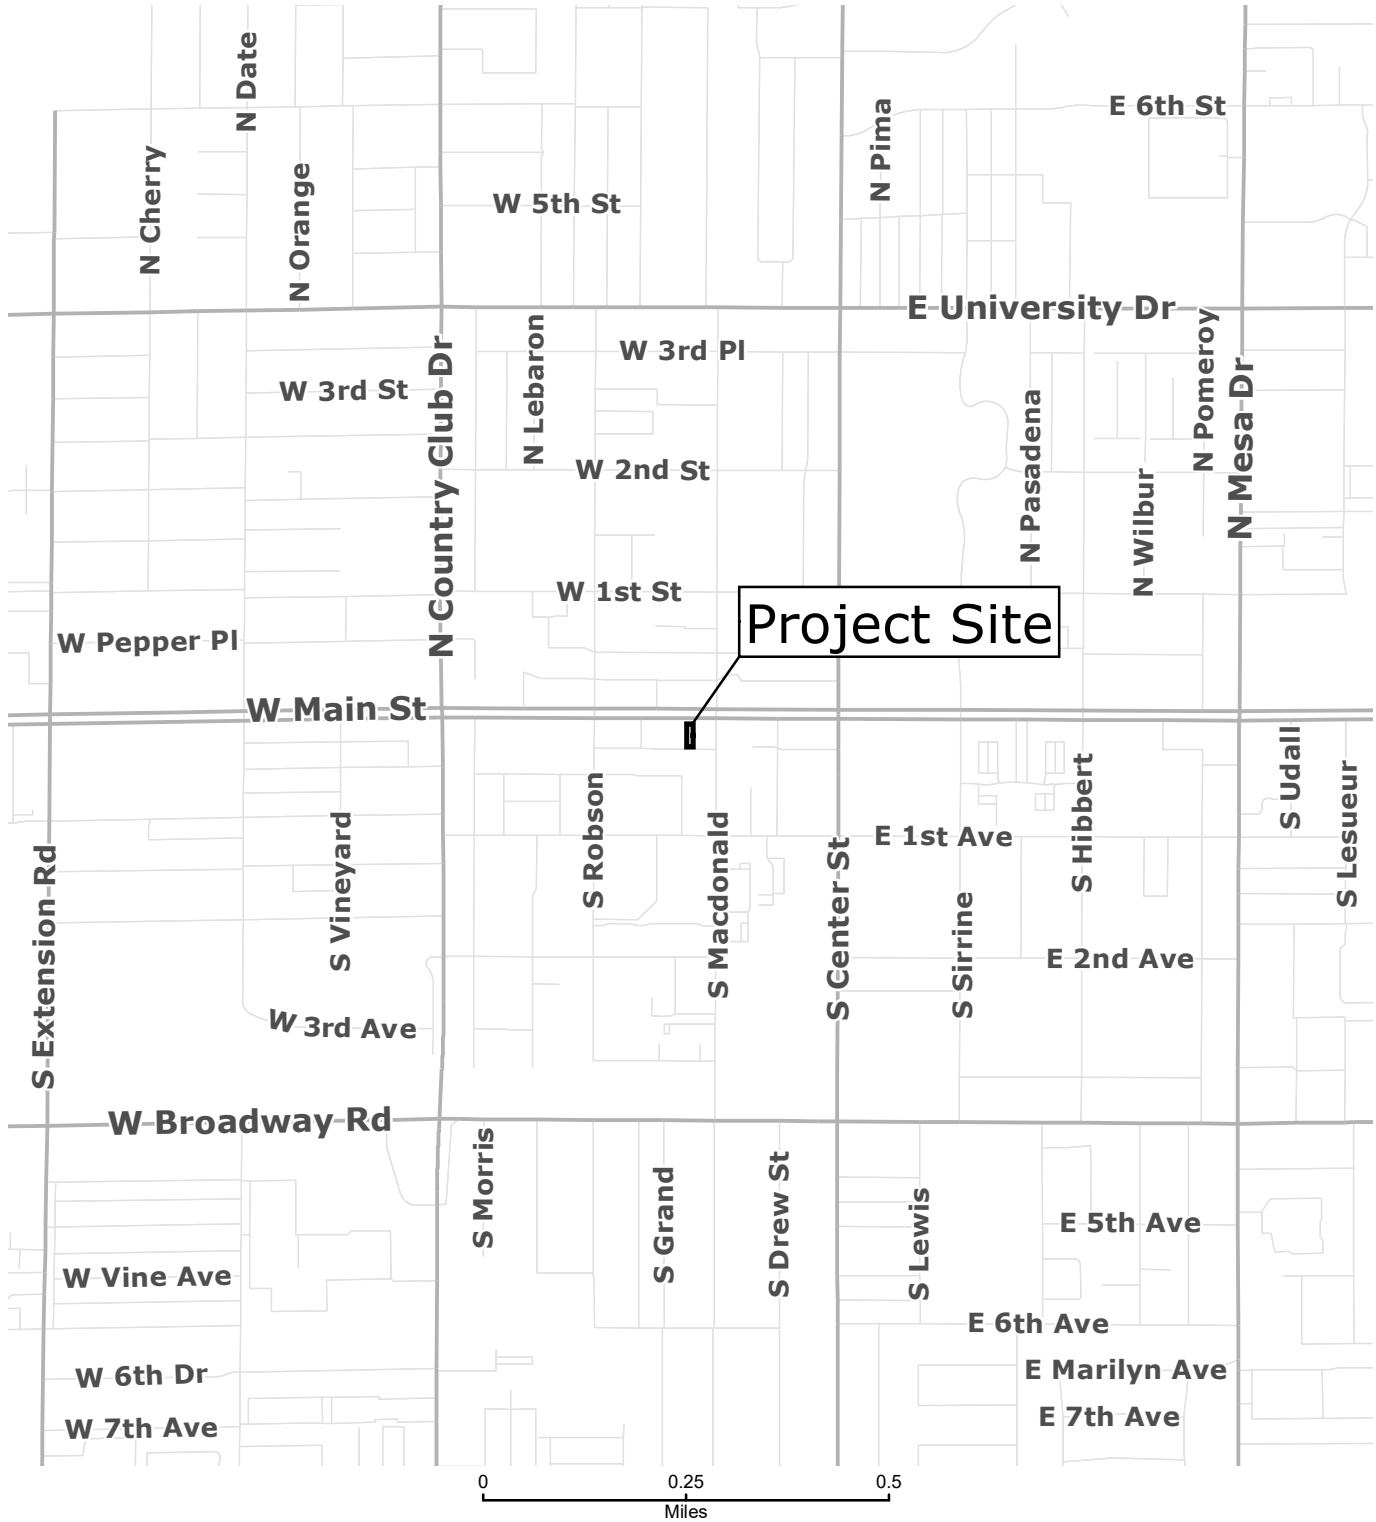 N Date
N Pima
E 6th St
N Cherry
N Orange
W 5th St
E University Dr
W 3rd Pl
W 3rd St
N Country Club Dr
N Lebaron
N Pomeroy
N Mesa Dr
N Pasadena
W 2nd St
N Wilbur
W 1st St
Project Site
W Pepper Pl
W Main St
S Udall
S Hibbert
S Lesueur
S Robson
S Vineyard
S Macdonald
E 1st Ave
S Extension Rd
S Center St
S Sirrine
E 2nd Ave
W 3rd Ave
W Broadway Rd
S Morris
S Grand
S Drew St
S Lewis
E 5th Ave
W Vine Ave
E 6th Ave
W 6th Dr
E Marilyn Ave
W 7th Ave
E 7th Ave
0 0.25 0.5
Miles